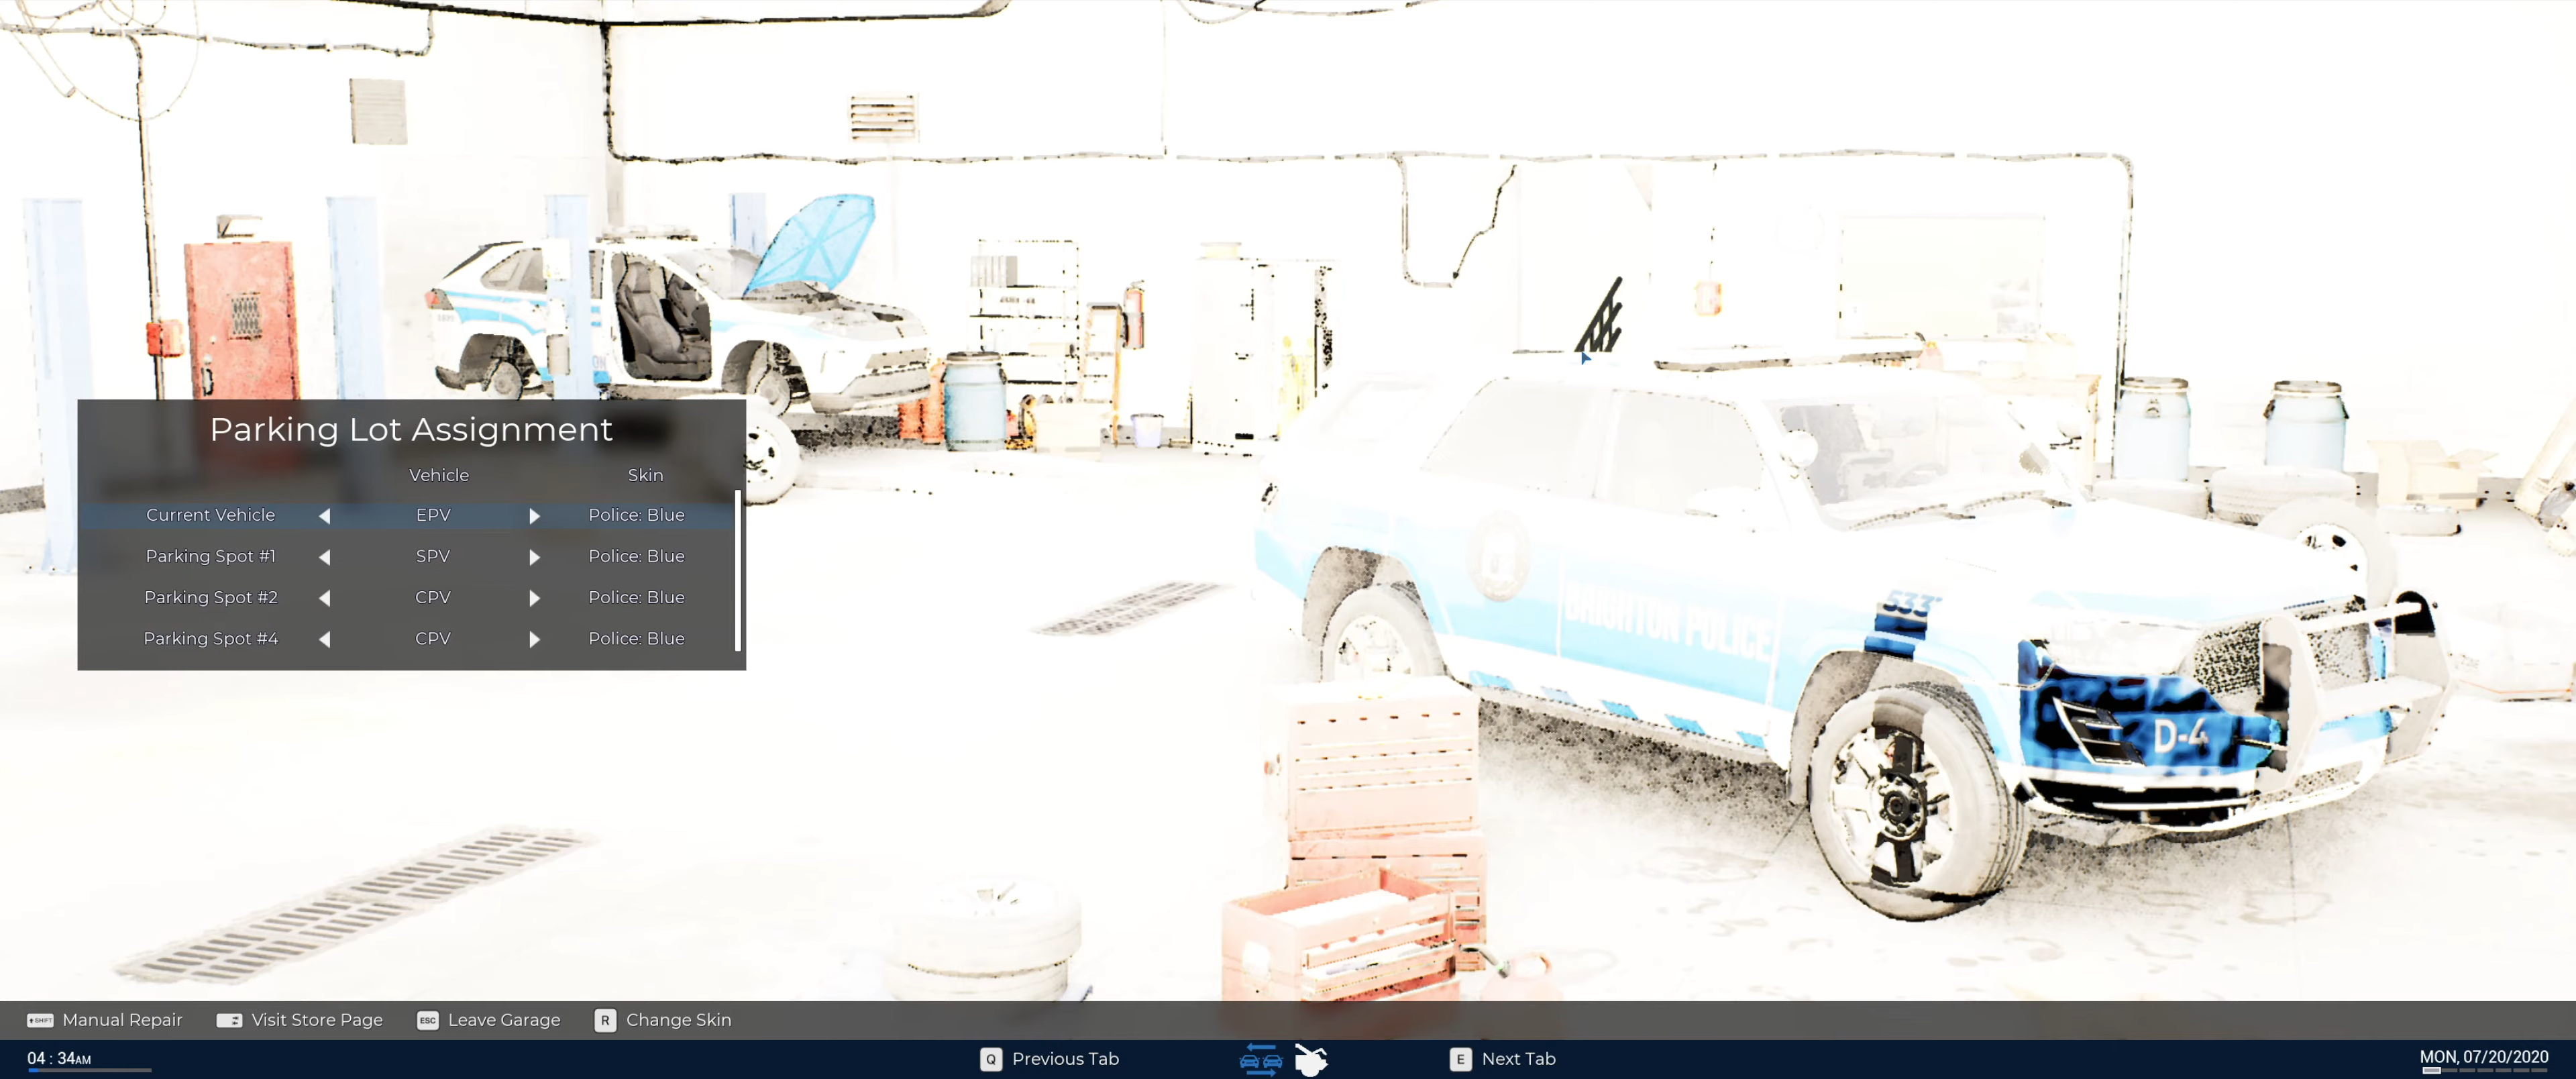 Parking Lot Assignment
Vehicle Skin
Current Vehicle EPV Police: Blue
Parking Spot #1 SPV Police: Blue
Parking Spot #2 CPV Police: Blue
Parking Spot #4 CPV Police: Blue
533
BRIGHTON POLICE
D-4
SHIFT Manual Repair Visit Store Page ESC Leave Garage R Change Skin
04 : 34AM Q Previous Tab E Next Tab MON, 07/20/2020